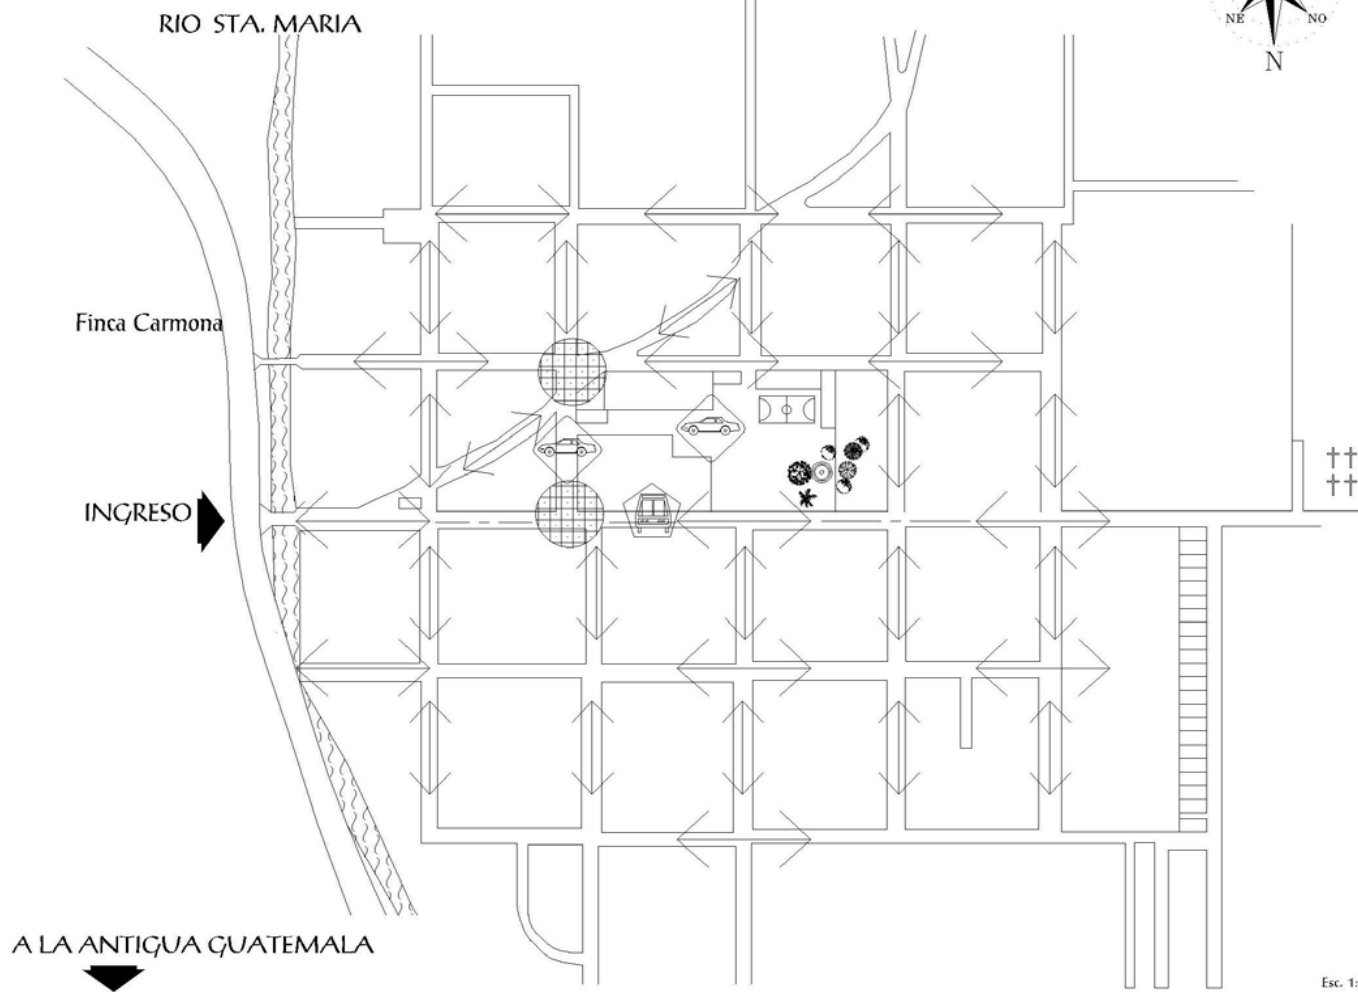 RIO STA. MARIA
NE
NO
N
Finca Carmona
INGRESO
A LA ANTIGUA GUATEMALA
Esc. 1: